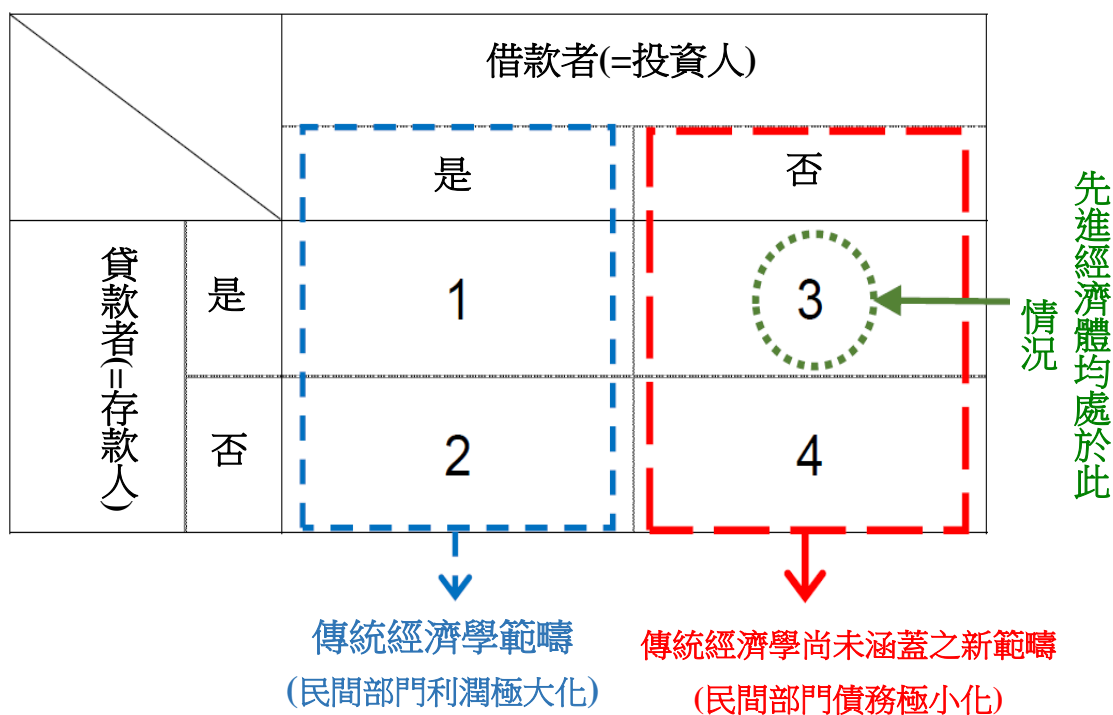 借款者(=投資人)
是
否
貸款者(=存款人)
是
1
3
否
2
4
先進經濟體均處於此
情況
傳統經濟學範疇
(民間部門利潤極大化)
傳統經濟學尚未涵蓋之新範疇
(民間部門債務極小化)